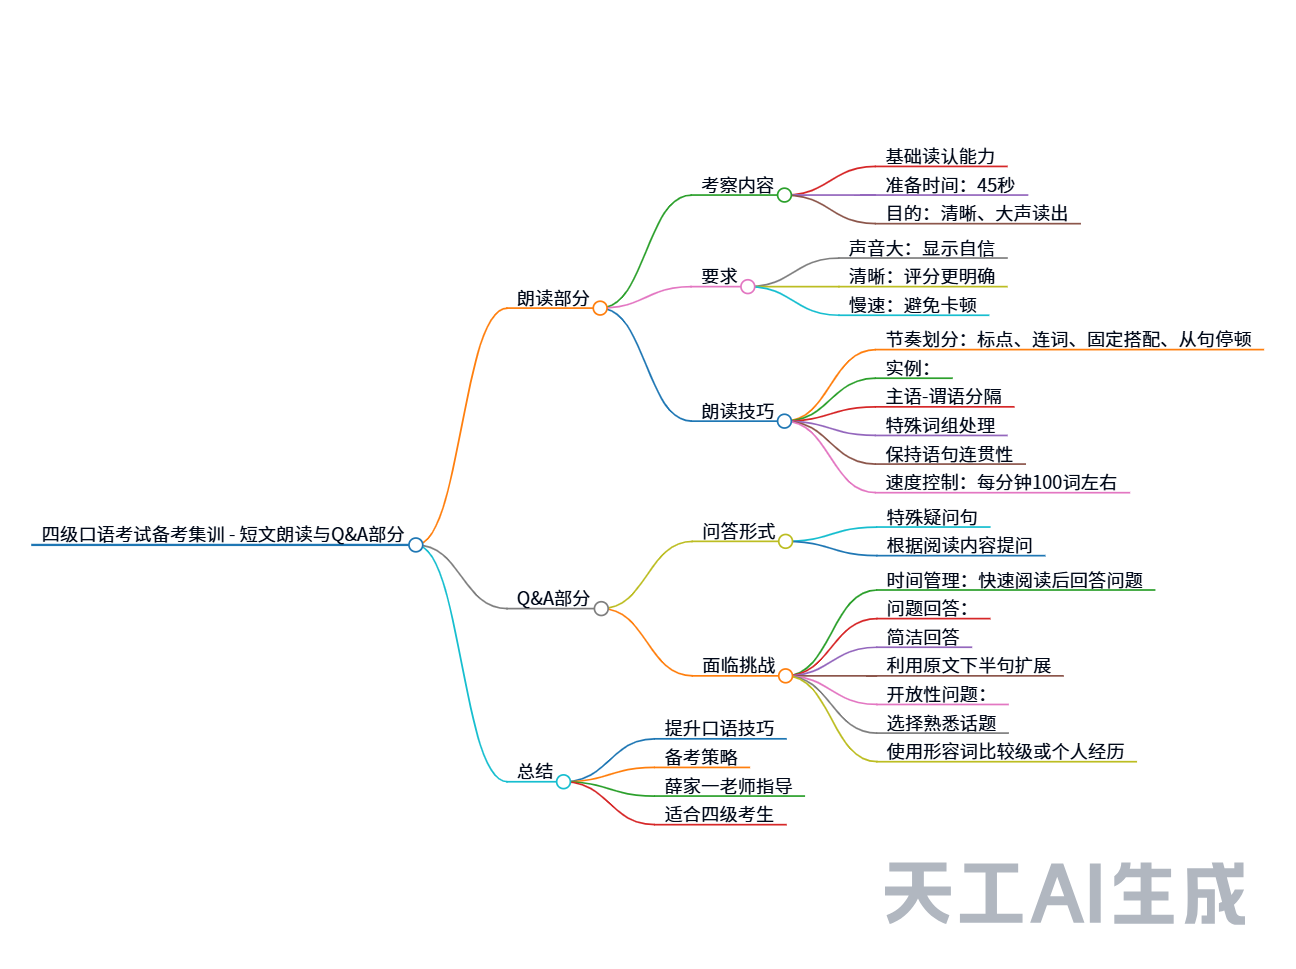 四级口语考试备考集训 - 短文朗读与Q&A部分
朗读部分
考察内容
基础读认能力
准备时间：45秒
目的：清晰、大声读出
要求
声音大：显示自信
清晰：评分更明确
慢速：避免卡顿
朗读技巧
节奏划分：标点、连词、固定搭配、从句停顿
实例：
主语-谓语分隔
特殊词组处理
保持语句连贯性
速度控制：每分钟100词左右
Q&A部分
问答形式
特殊疑问句
根据阅读内容提问
面临挑战
时间管理：快速阅读后回答问题
问题回答：
简洁回答
利用原文下半句扩展
开放性问题：
选择熟悉话题
使用形容词比较级或个人经历
总结
提升口语技巧
备考策略
薛家一老师指导
适合四级考生
天工AI生成